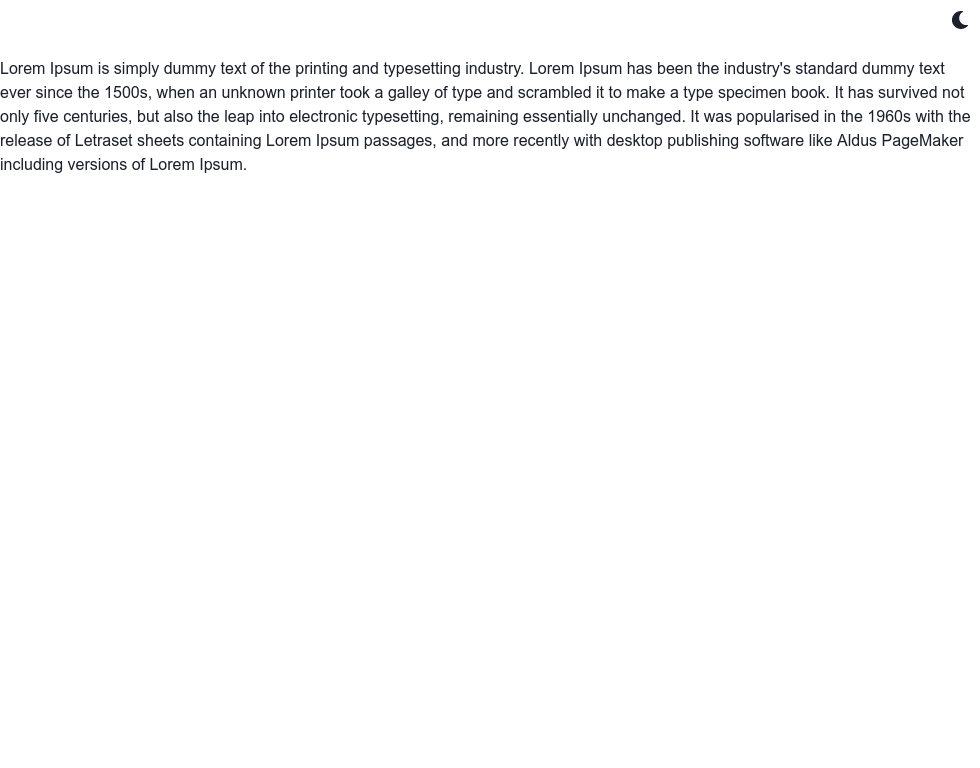 Lorem Ipsum is simply dummy text of the printing and typesetting industry. Lorem Ipsum has been the industry's standard dummy text
ever since the 1500s, when an unknown printer took a galley of type and scrambled it to make a type specimen book. It has survived not
only five centuries, but also the leap into electronic typesetting, remaining essentially unchanged. It was popularised in the 1960s with the
release of Letraset sheets containing Lorem Ipsum passages, and more recently with desktop publishing software like Aldus PageMaker
including versions of Lorem Ipsum.